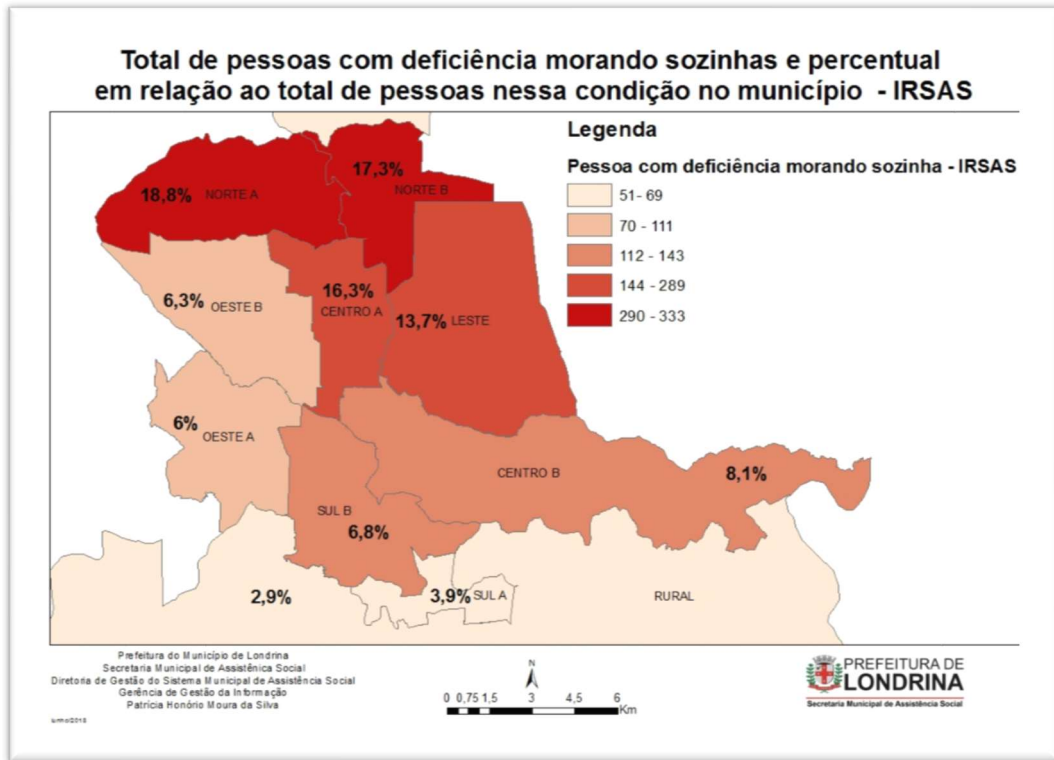 Total de pessoas com deficiência morando sozinhas e percentual
em relação ao total de pessoas nessa condição no município - IRSAS
Legenda
Pessoa com deficiência morando sozinha - IRSAS
51- 69
70 - 111
112 - 143
144 - 289
290 - 333
17,3%
NORTE B
18,8% NORTE A
6,3% OESTE B
16,3%
CENTRO A
13,7% LESTE
6%
OESTE A
CENTRO B
8,1%
SUL B
6,8%
2,9%
3,9% SUL A
RURAL
Prefeitura do Município de Londrina
Secretaria Municipal de Assistênica Social
Diretoria de Gestão do Sistema Municipal de Assistência Social
Gerência de Gestão da Informação
Patrícia Honório Moura da Silva
N
0 0,75 1,5 3 4,5 6
Km
PREFEITURA DE
LONDRINA
Secretaria Municipal de Assistência Social